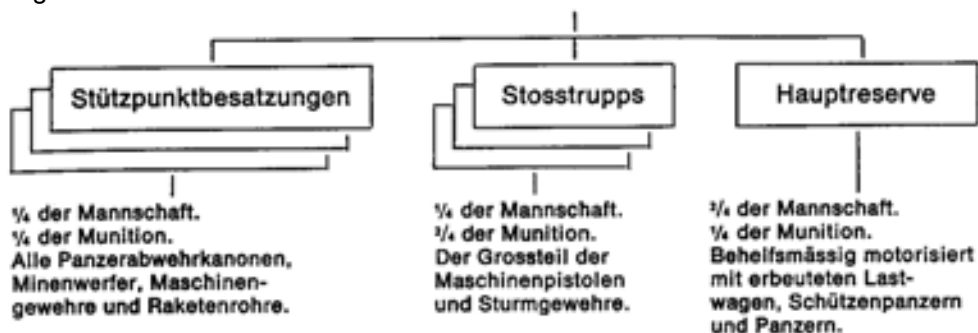 Stützpunktbesatzungen
¼ der Mannschaft.
¼ der Munition.
Alle Panzerabwehrkanonen,
Minenwerfer, Maschinen-
gewehre und Raketenrohre.
Stosstrupps
¼ der Mannschaft.
²/₄ der Munition.
Der Grossteil der
Maschinenpistolen
und Sturmgewehre.
Hauptreserve
²/₄ der Mannschaft.
¼ der Munition.
Behelfsmässig motorisiert
mit erbeuteten Last-
wagen, Schützenpanzern
und Panzern.